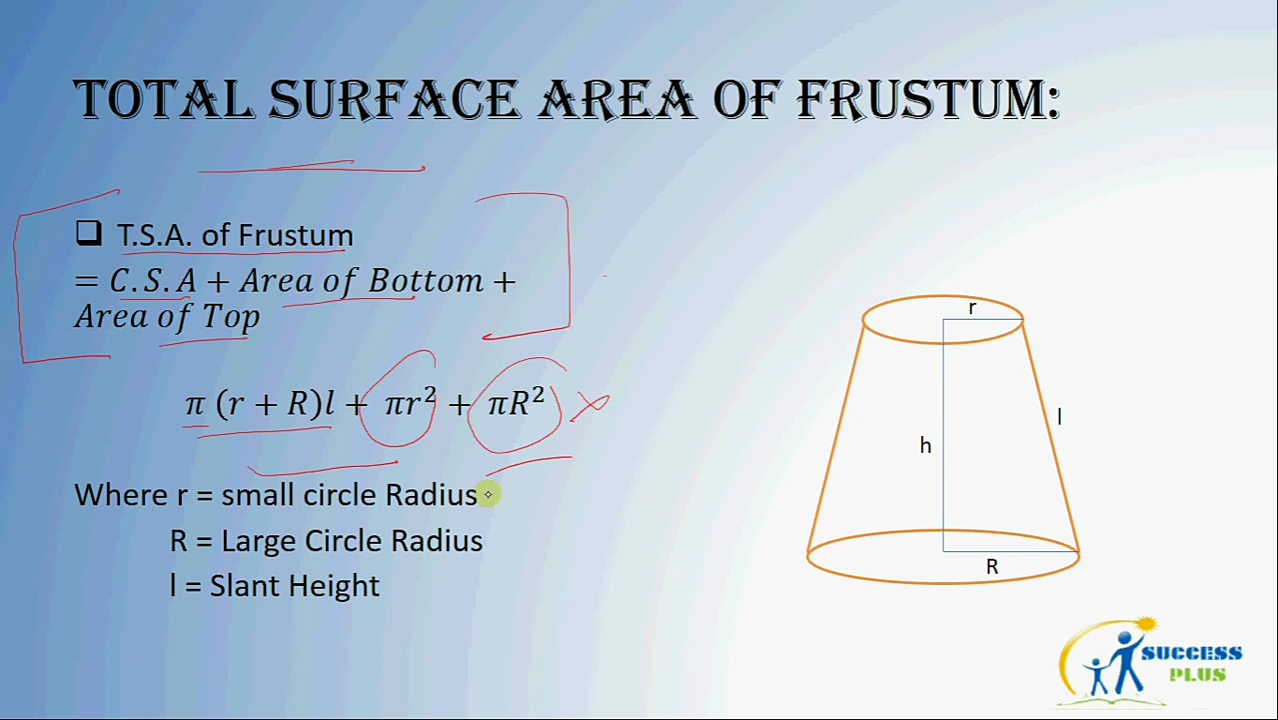 TOTAL SURFACE AREA OF FRUSTUM:
❑ T.S.A. of Frustum
= C.S.A + Area of Bottom +
Area of Top
π (r + R)l + πr² + πR²
Where r = small circle Radius
R = Large Circle Radius
l = Slant Height
r
l
h
R
SUCCESS
PLUS